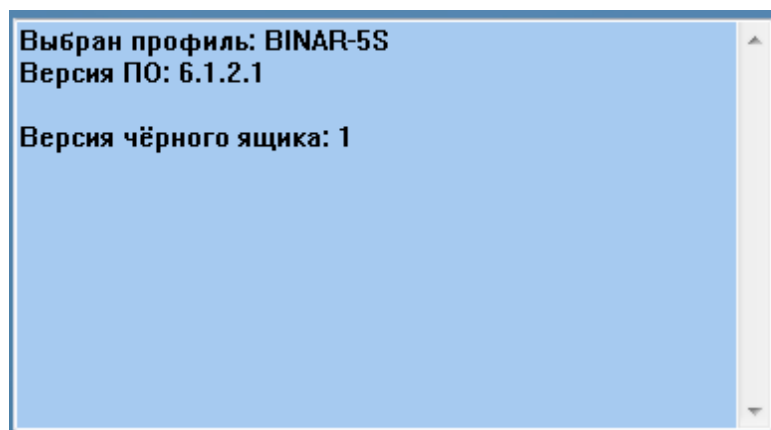 Выбран профиль: BINAR-5S
Версия ПО: 6.1.2.1
Версия чёрного ящика: 1